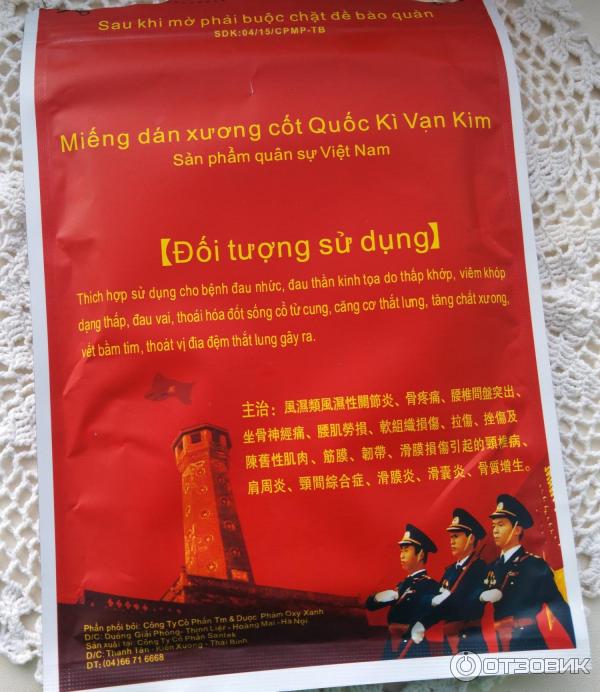 Sau khi mở phải buộc chặt đề bào quân
SDK:04/15/CPMP-TB
Miếng dán xương cốt Quốc Kì Vạn Kim
Sản phẩm quân sự Việt Nam
【Đối tượng sử dụng】
Thích hợp sử dụng cho bệnh đau nhức, đau thần kinh tọa do thấp khớp, viêm khớp
dạng thấp, đau vai, thoái hóa đốt sống cổ tử cung, căng cơ thắt lưng, tăng chất xương,
vết bầm tím, thoát vị đĩa đệm thắt lung gây ra.
主治：風濕類風濕性關節炎、骨疼痛、腰椎間盤突出、
坐骨神經痛、腰肌勞損、軟組織損傷、拉傷、挫傷及
陳舊性肌肉、筋膜、韌帶、滑膜損傷引起的頸椎病、
肩周炎、頸間綜合症、滑膜炎、滑囊炎、骨質增生。
Phần phối bởi: Công Ty Cổ Phần Tm & Dược Phẩm Oxy Xanh
D/C: Dường Giải Phóng- Thịnh Liệt - Hoàng Mai - Hà Nội
Sản xuất tại: Công Ty Cổ Phần Santek
D/C: Thanh Tân - Kiến Xương - Thái Bình
DT: (04)66 71 6668
ОТЗОВИК